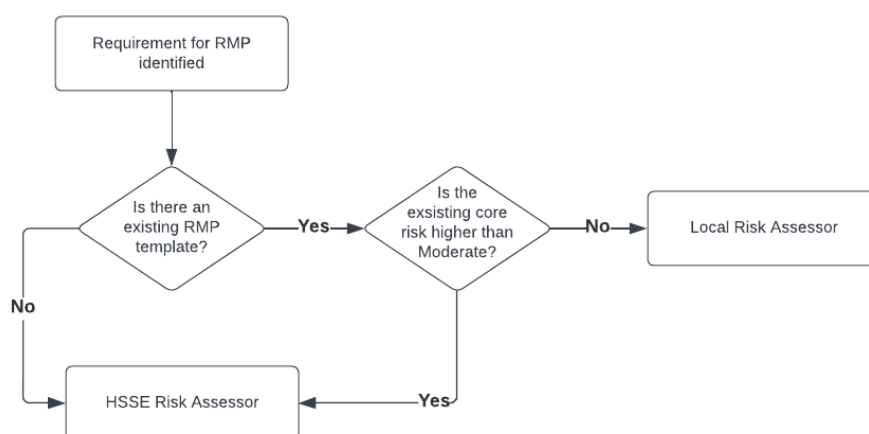 Requirement for RMP
identified
Is there an
existing RMP
template?
Yes
Is the
exsisting core
risk higher than
Moderate?
No
Local Risk Assessor
No
HSSE Risk Assessor
Yes